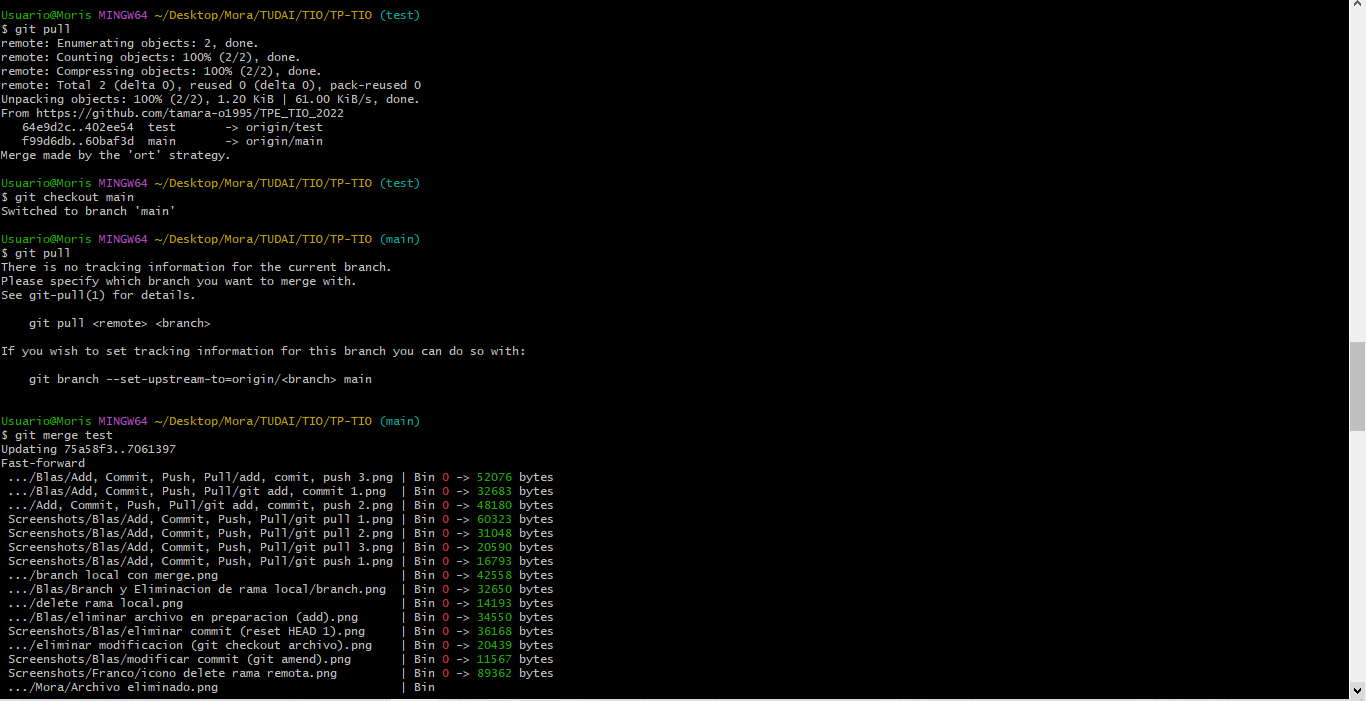 Usuario@Moris MINGW64 ~/Desktop/Mora/TUDAI/TIO/TP-TIO (test)
$ git pull
remote: Enumerating objects: 2, done.
remote: Counting objects: 100% (2/2), done.
remote: Compressing objects: 100% (2/2), done.
remote: Total 2 (delta 0), reused 0 (delta 0), pack-reused 0
Unpacking objects: 100% (2/2), 1.20 KiB | 61.00 KiB/s, done.
From https://github.com/tamara-o1995/TPE_TIO_2022
   64e9d2c..402ee54  test       -> origin/test
   f99d6db..60baf3d  main       -> origin/main
Merge made by the 'ort' strategy.
Usuario@Moris MINGW64 ~/Desktop/Mora/TUDAI/TIO/TP-TIO (test)
$ git checkout main
Switched to branch 'main'
Usuario@Moris MINGW64 ~/Desktop/Mora/TUDAI/TIO/TP-TIO (main)
$ git pull
There is no tracking information for the current branch.
Please specify which branch you want to merge with.
See git-pull(1) for details.
    git pull <remote> <branch>
If you wish to set tracking information for this branch you can do so with:
    git branch --set-upstream-to=origin/<branch> main
Usuario@Moris MINGW64 ~/Desktop/Mora/TUDAI/TIO/TP-TIO (main)
$ git merge test
Updating 75a58f3..7061397
Fast-forward
 .../Blas/Add, Commit, Push, Pull/add, comit, push 3.png | Bin 0 -> 52076 bytes
 .../Blas/Add, Commit, Push, Pull/git add, commit 1.png  | Bin 0 -> 32683 bytes
 .../Add, Commit, Push, Pull/git add, commit, push 2.png | Bin 0 -> 48180 bytes
 Screenshots/Blas/Add, Commit, Push, Pull/git pull 1.png | Bin 0 -> 60323 bytes
 Screenshots/Blas/Add, Commit, Push, Pull/git pull 2.png | Bin 0 -> 31048 bytes
 Screenshots/Blas/Add, Commit, Push, Pull/git pull 3.png | Bin 0 -> 20590 bytes
 Screenshots/Blas/Add, Commit, Push, Pull/git push 1.png | Bin 0 -> 16793 bytes
 .../branch local con merge.png                          | Bin 0 -> 42558 bytes
 .../Blas/Branch y Eliminacion de rama local/branch.png  | Bin 0 -> 32650 bytes
 .../delete rama local.png                               | Bin 0 -> 14193 bytes
 .../Blas/eliminar archivo en preparacion (add).png      | Bin 0 -> 34550 bytes
 Screenshots/Blas/eliminar commit (reset HEAD 1).png     | Bin 0 -> 36168 bytes
 .../eliminar modificacion (git checkout archivo).png    | Bin 0 -> 20439 bytes
 Screenshots/Blas/modificar commit (git amend).png       | Bin 0 -> 11567 bytes
 Screenshots/Franco/icono delete rama remota.png         | Bin 0 -> 89362 bytes
 .../Mora/Archivo eliminado.png                          | Bin